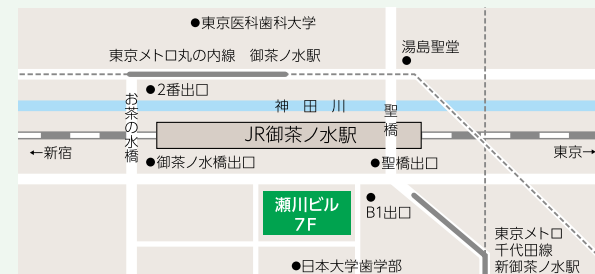 ●東京医科歯科大学
東京メトロ丸の内線　御茶ノ水駅
湯島聖堂
●
●2番出口
お茶の水橋
神田川
聖橋
JR御茶ノ水駅
←新宿
東京→
●御茶ノ水橋出口
●聖橋出口
瀬川ビル
7F
●
B1出口
東京メトロ
千代田線
新御茶ノ水駅
●日本大学歯学部